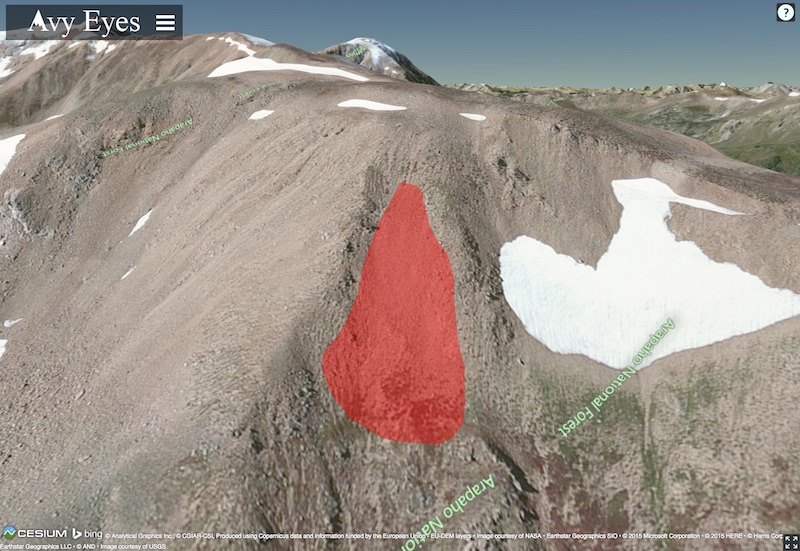 Avy Eyes
?
Arapaho National Forest
Arapaho National Forest
Arapaho Natio
CESIUM bing © Analytical Graphics Inc., © CGIAR-CSI, Produced using Copernicus data and information funded by the European Union - EU-DEM layers • Image courtesy of NASA • Earthstar Geographics SIO • © 2015 Microsoft Corporation • © 2015 HERE • © Harris Corp
Earthstar Geographics LLC • © AND • Image courtesy of USGS